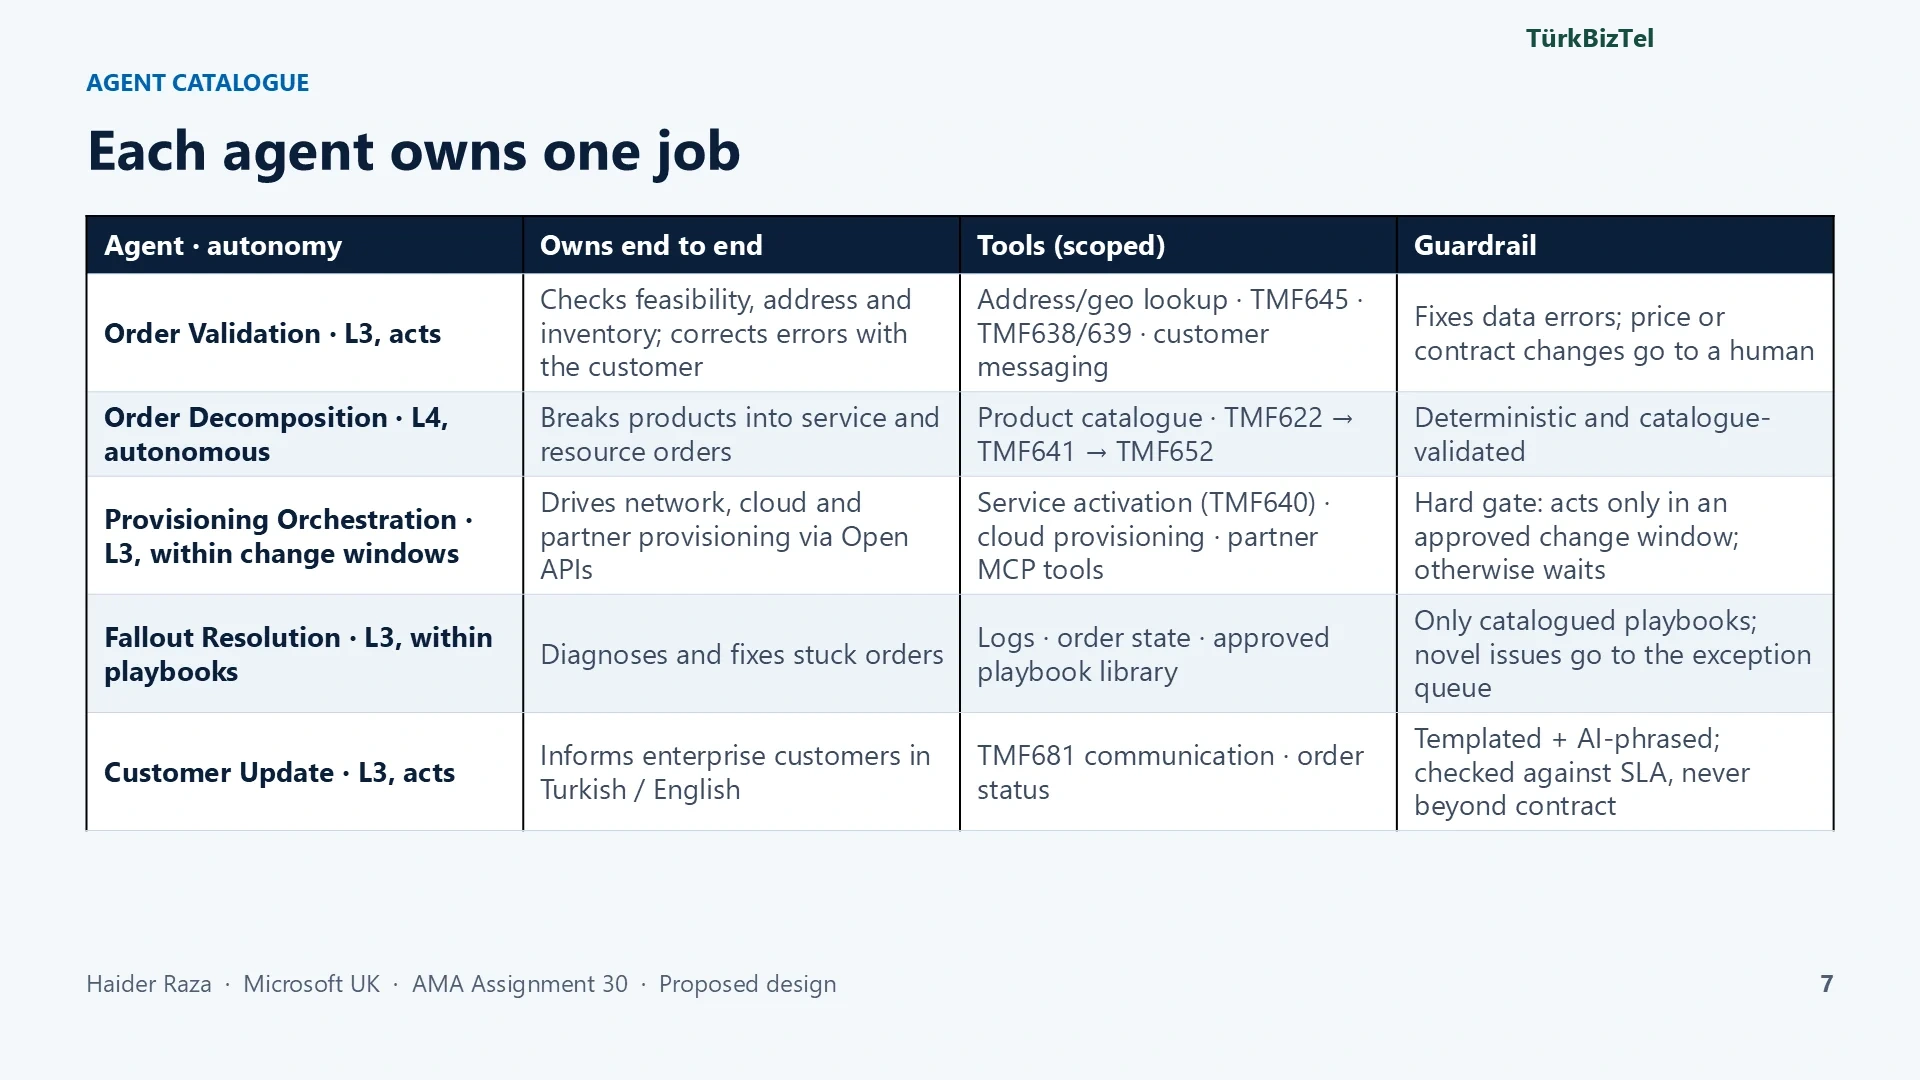 TürkBizTel
AGENT CATALOGUE
Each agent owns one job
Agent · autonomy
Owns end to end
Tools (scoped)
Guardrail
Order Validation · L3, acts
Checks feasibility, address and
inventory; corrects errors with
the customer
Address/geo lookup · TMF645 ·
TMF638/639 · customer
messaging
Fixes data errors; price or
contract changes go to a human
Order Decomposition · L4,
autonomous
Breaks products into service and
resource orders
Product catalogue · TMF622 →
TMF641 → TMF652
Deterministic and catalogue-
validated
Provisioning Orchestration ·
L3, within change windows
Drives network, cloud and
partner provisioning via Open
APIs
Service activation (TMF640) ·
cloud provisioning · partner
MCP tools
Hard gate: acts only in an
approved change window;
otherwise waits
Fallout Resolution · L3, within
playbooks
Diagnoses and fixes stuck orders
Logs · order state · approved
playbook library
Only catalogued playbooks;
novel issues go to the exception
queue
Customer Update · L3, acts
Informs enterprise customers in
Turkish / English
TMF681 communication · order
status
Templated + AI-phrased;
checked against SLA, never
beyond contract
Haider Raza · Microsoft UK · AMA Assignment 30 · Proposed design
7